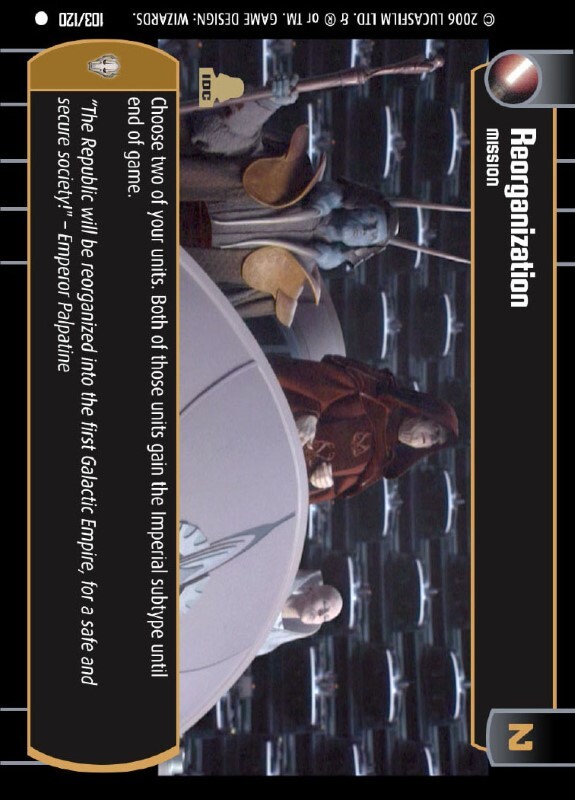 Reorganization
MISSION
2
IDC
Choose two of your units. Both of those units gain the Imperial subtype until
end of game.
"The Republic will be reorganized into the first Galactic Empire, for a safe and
secure society!" – Emperor Palpatine
© 2006 LUCASFILM LTD. & ® or TM. GAME DESIGN: WIZARDS.
103/120